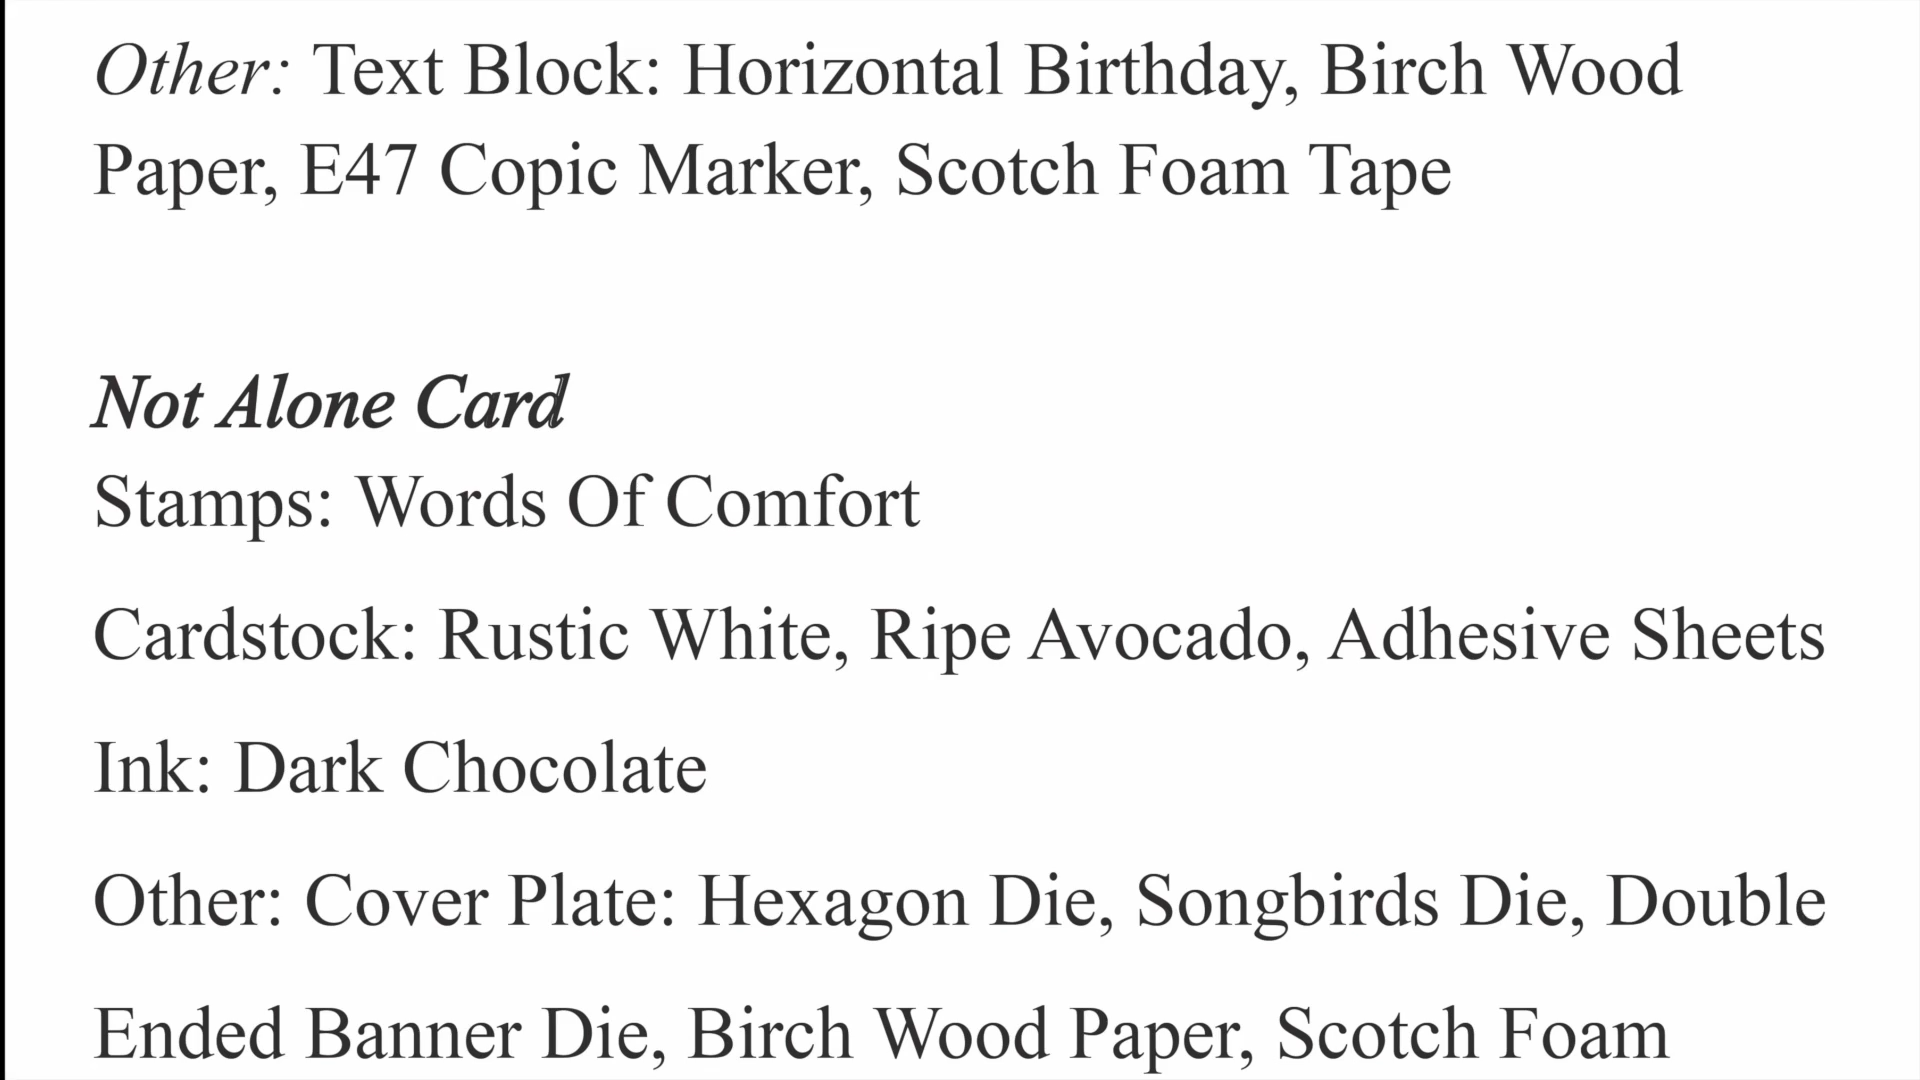 Other: Text Block: Horizontal Birthday, Birch Wood
Paper, E47 Copic Marker, Scotch Foam Tape
Not Alone Card
Stamps: Words Of Comfort
Cardstock: Rustic White, Ripe Avocado, Adhesive Sheets
Ink: Dark Chocolate
Other: Cover Plate: Hexagon Die, Songbirds Die, Double
Ended Banner Die, Birch Wood Paper, Scotch Foam